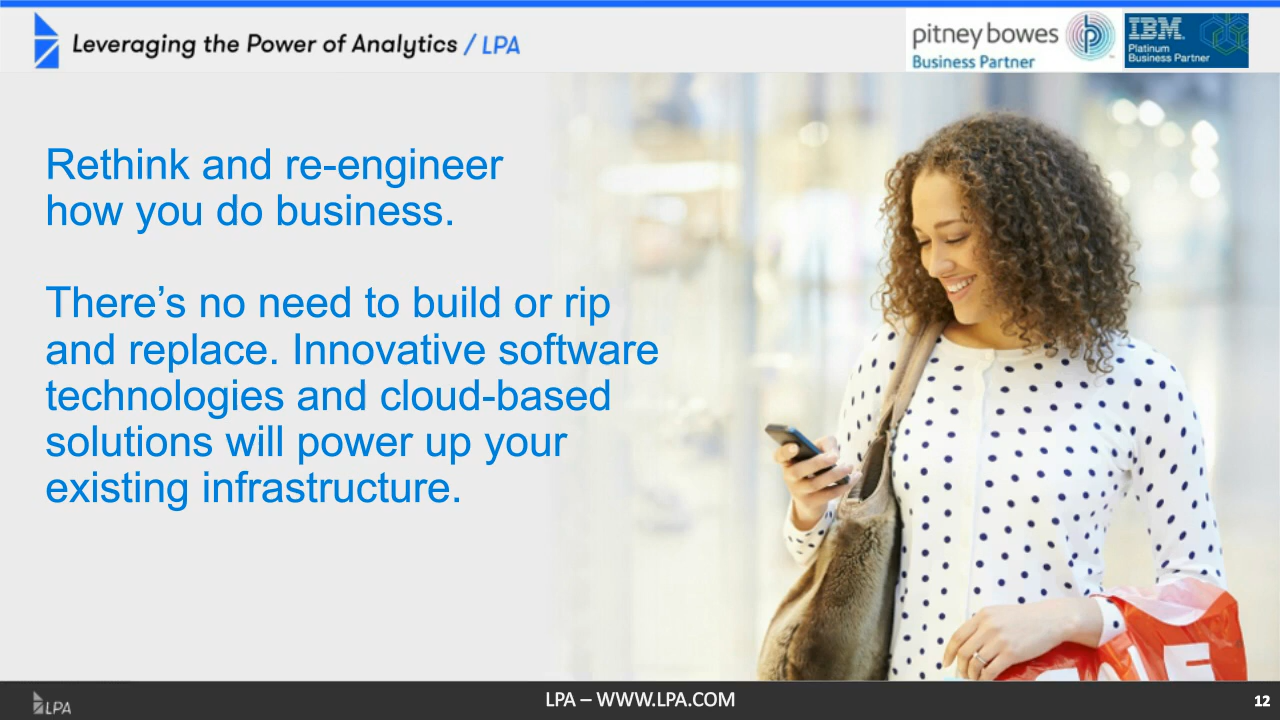 Leveraging the Power of Analytics / LPA
pitney bowes
Business Partner
IBM
Platinum
Business Partner
Rethink and re-engineer
how you do business.
There’s no need to build or rip
and replace. Innovative software
technologies and cloud-based
solutions will power up your
existing infrastructure.
LPA
LPA – WWW.LPA.COM
12